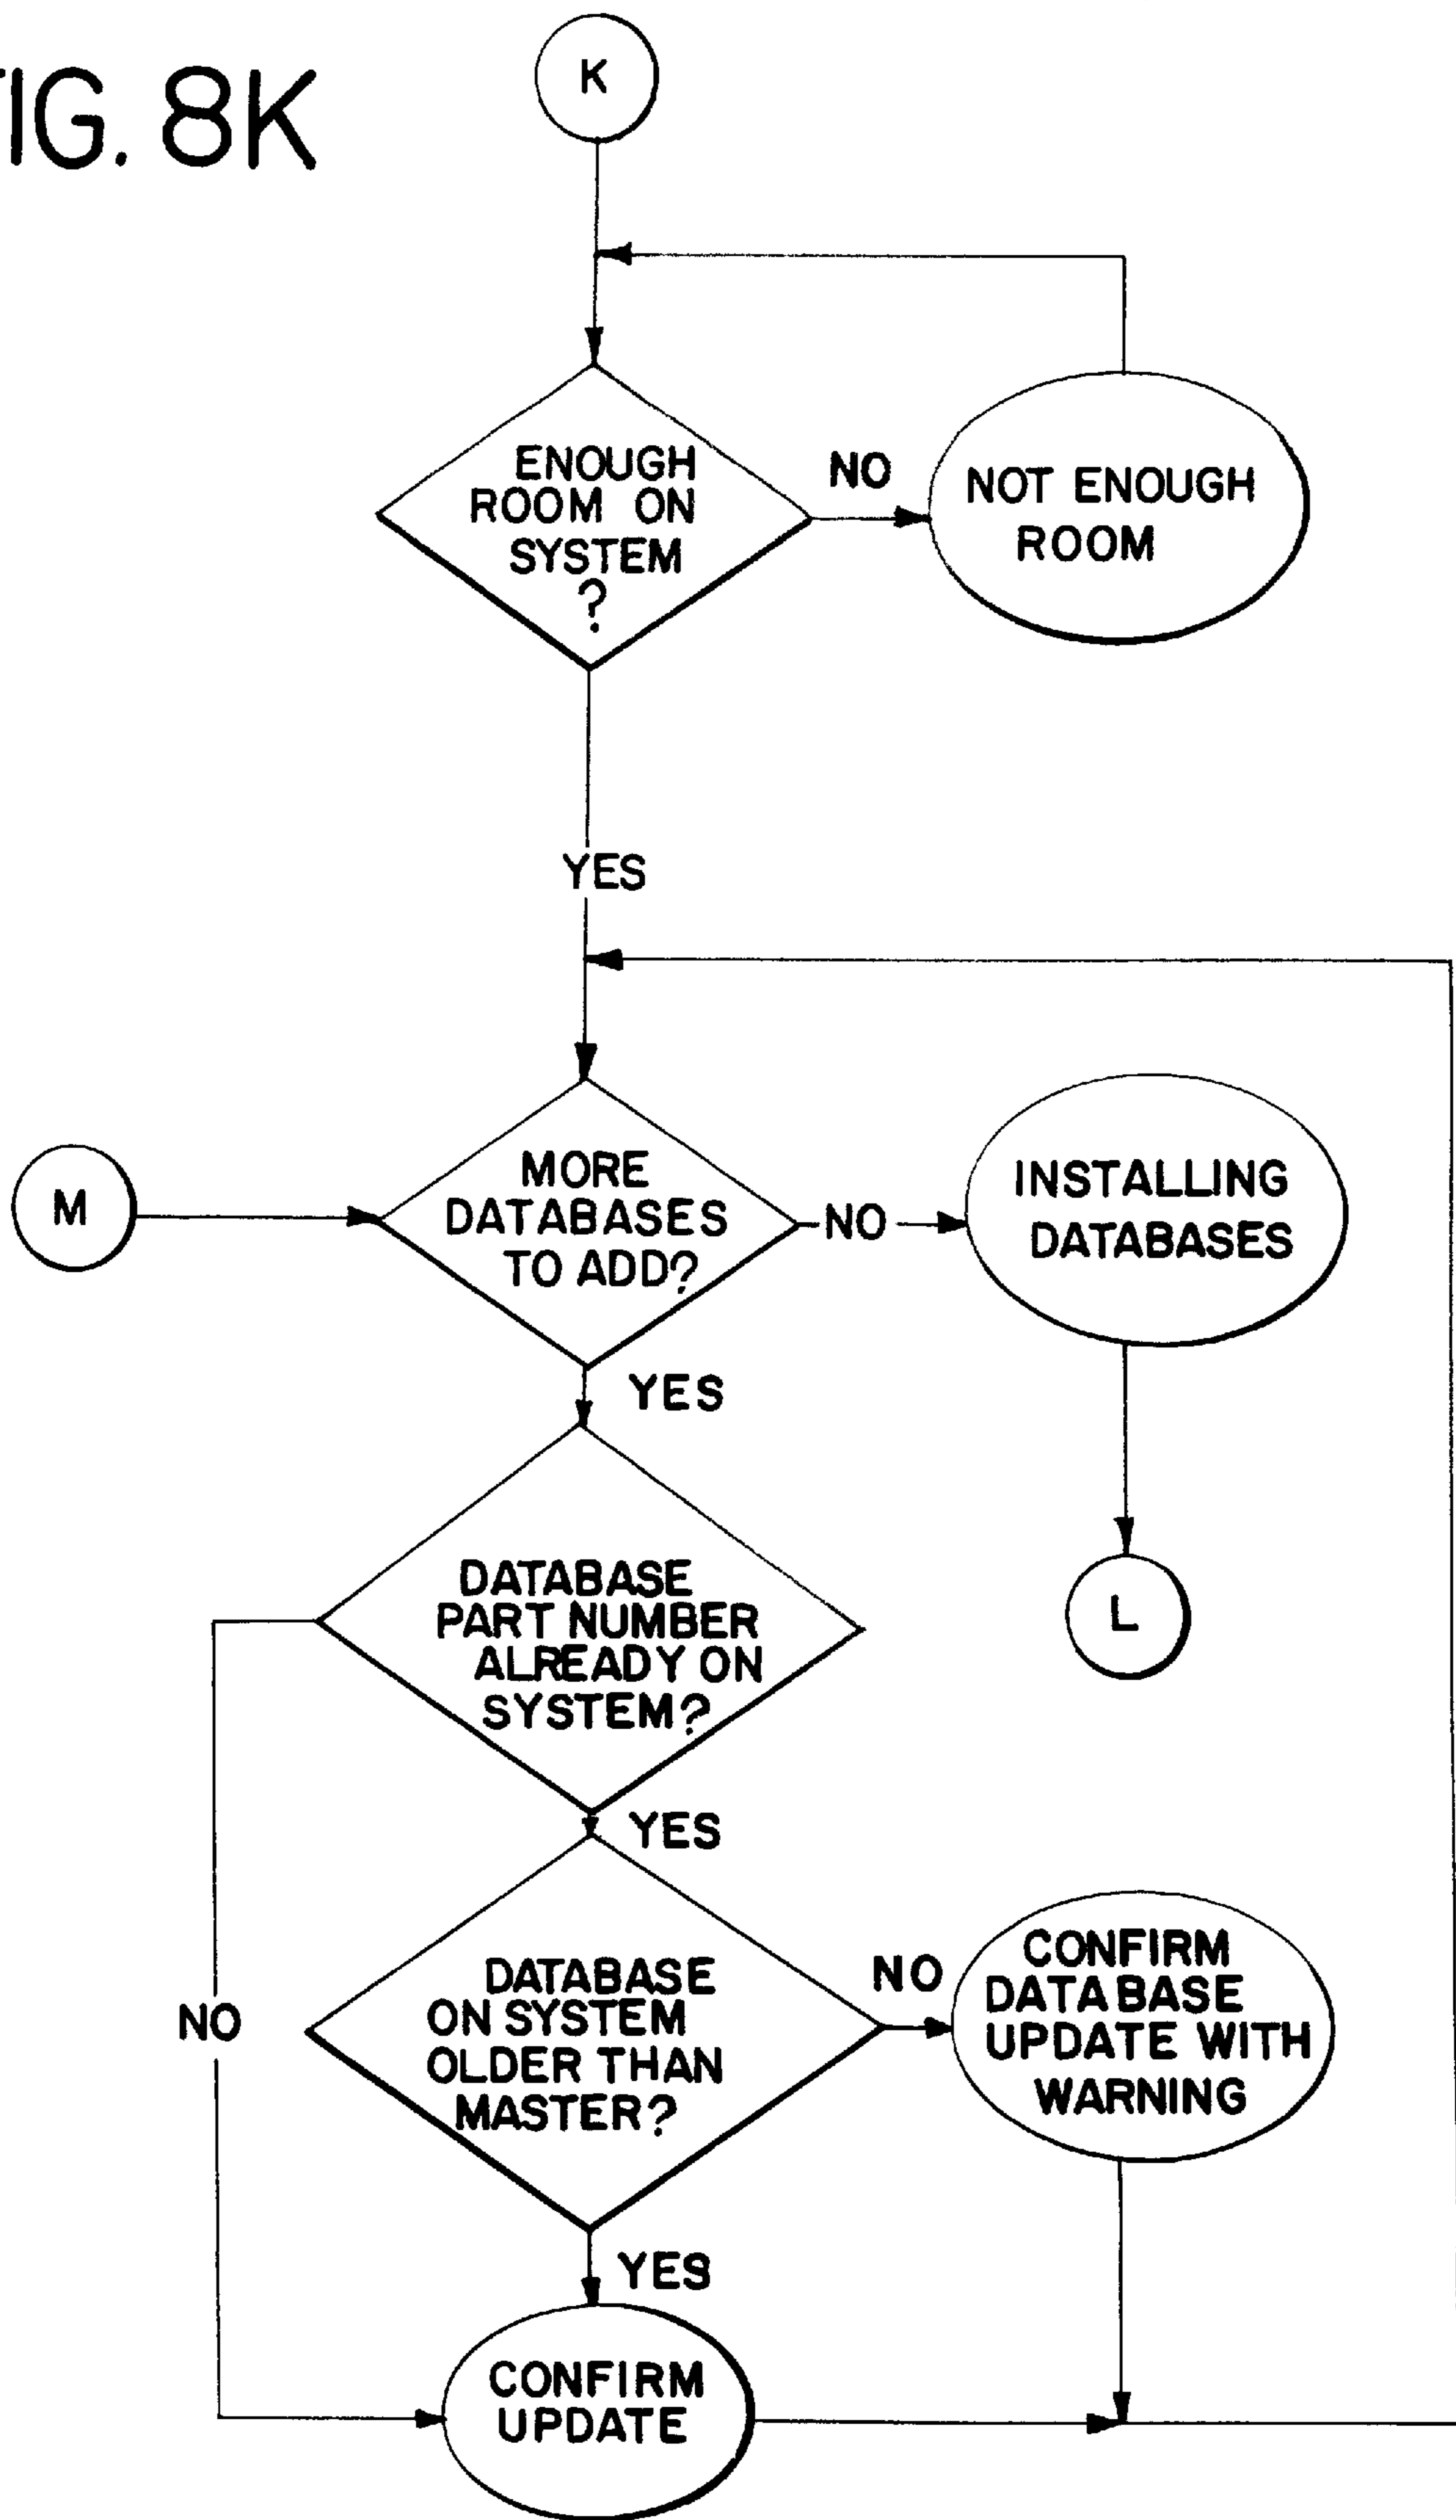 IG. 8K
K
ENOUGH
ROOM ON
SYSTEM
?
NO
NOT ENOUGH
ROOM
YES
M
MORE
DATABASES
TO ADD?
NO
INSTALLING
DATABASES
YES
L
DATABASE
PART NUMBER
ALREADY ON
SYSTEM?
YES
NO
DATABASE
ON SYSTEM
OLDER THAN
MASTER?
NO
CONFIRM
DATABASE
UPDATE WITH
WARNING
YES
CONFIRM
UPDATE